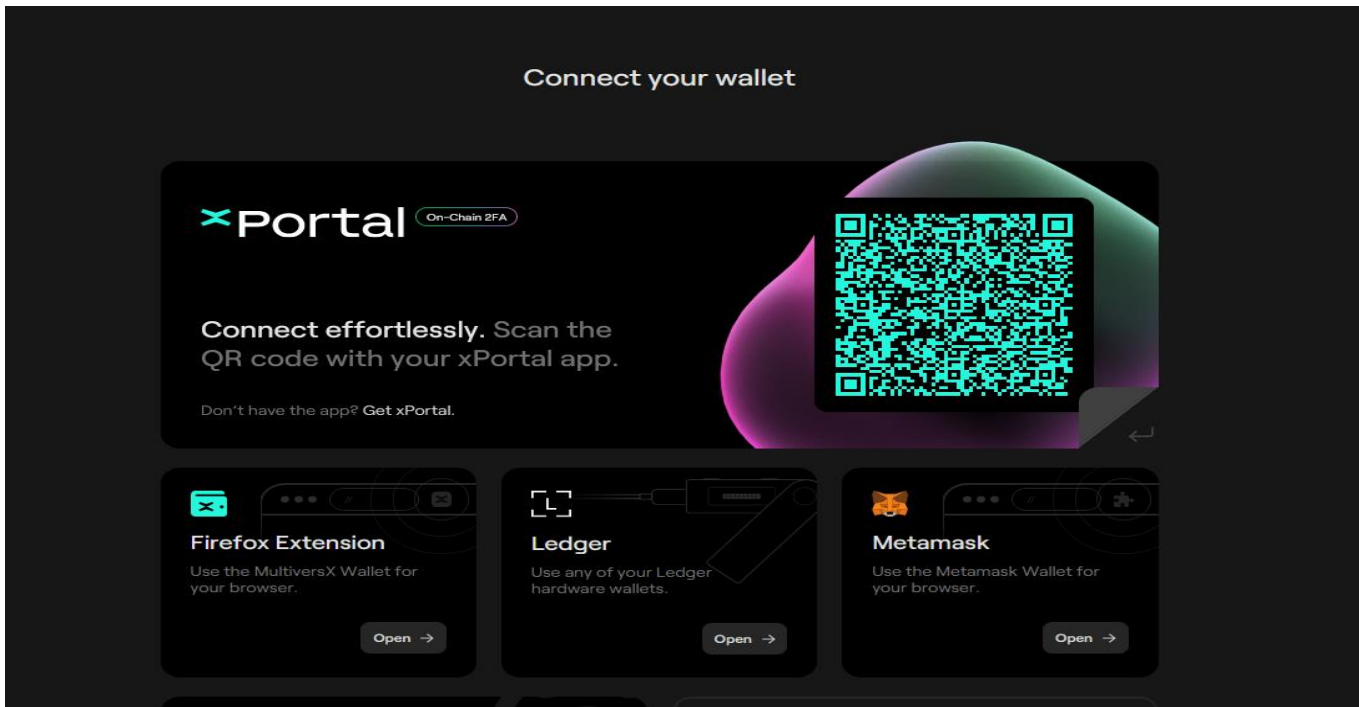 Connect your wallet
xPortal On-Chain 2FA
Connect effortlessly. Scan the
QR code with your xPortal app.
Don't have the app? Get xPortal.
Firefox Extension
Use the MultiversX Wallet for
your browser.
Open →
Ledger
Use any of your Ledger
hardware wallets.
Open →
Metamask
Use the Metamask Wallet for
your browser.
Open →